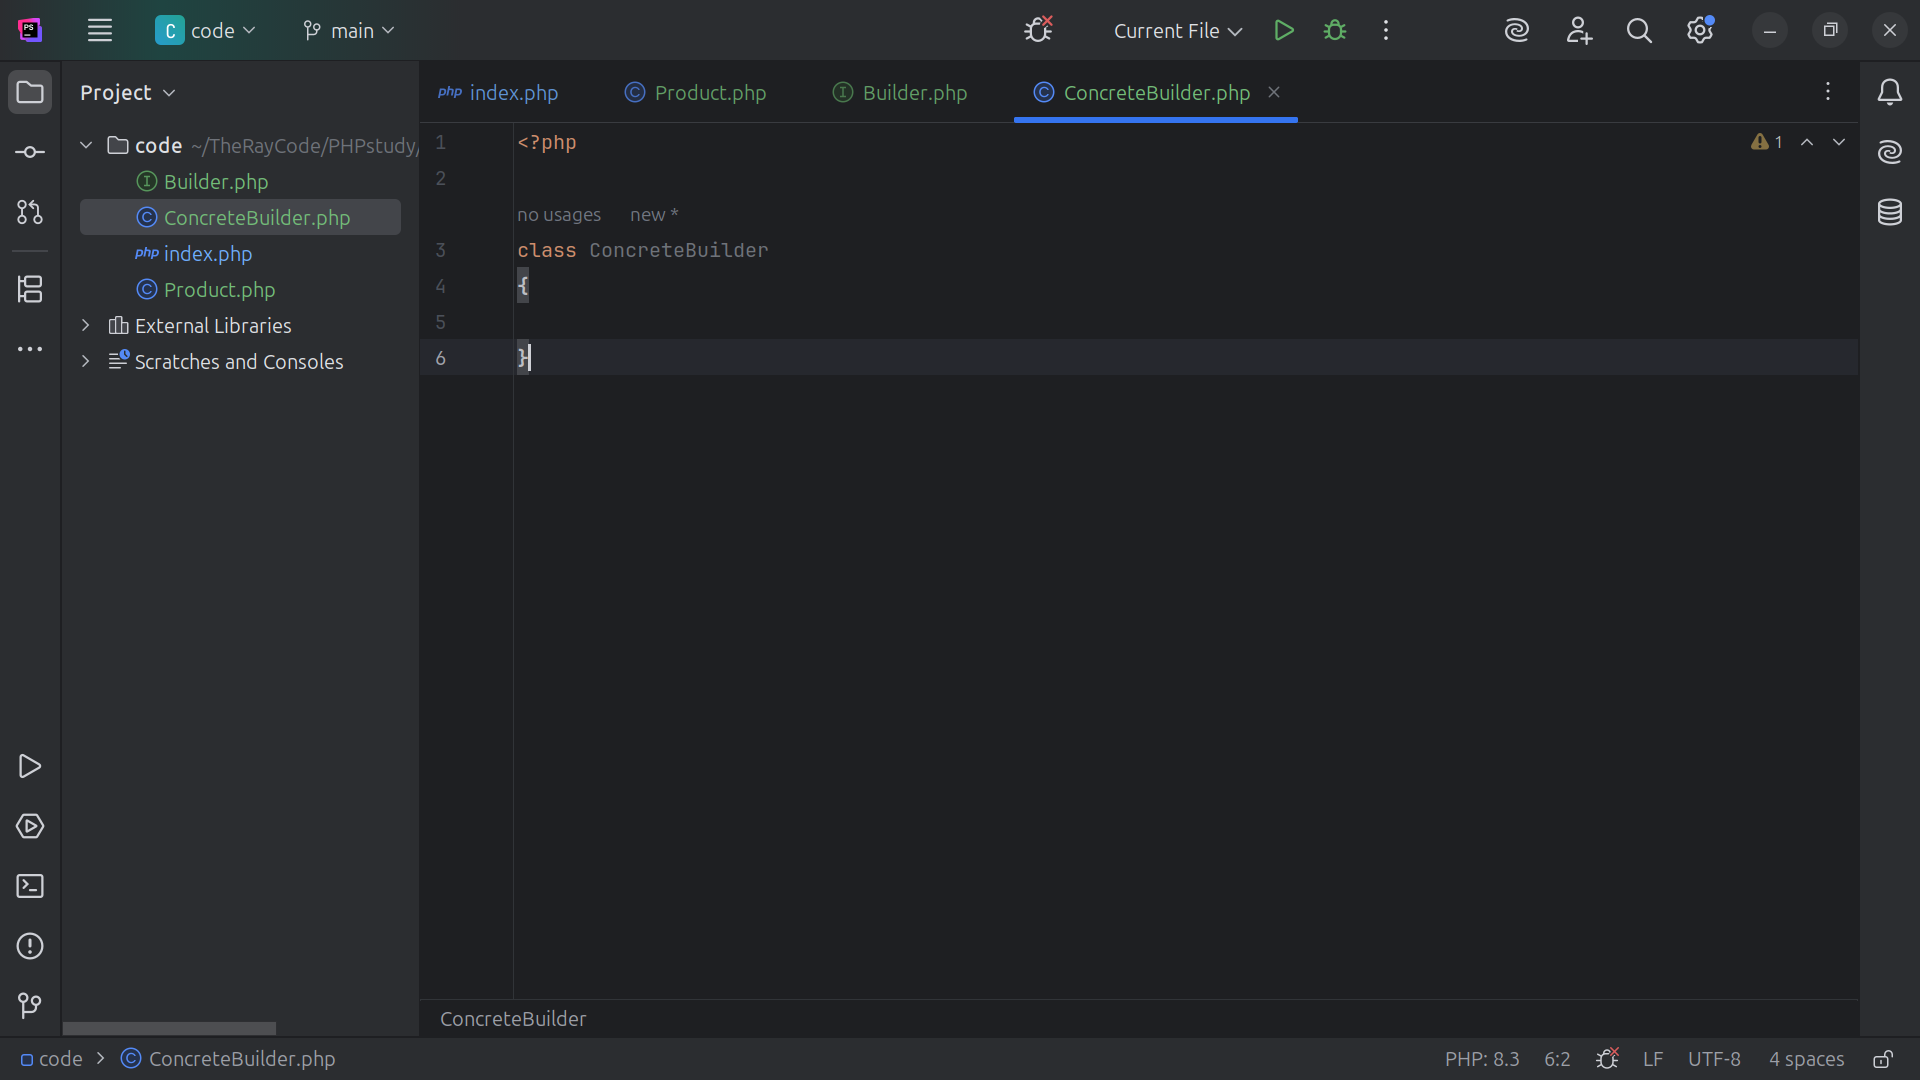 PS
C code
main
Current File
Project
php index.php
C Product.php
I Builder.php
C ConcreteBuilder.php
code ~/TheRayCode/PHPstudy/
I Builder.php
C ConcreteBuilder.php
php index.php
C Product.php
External Libraries
Scratches and Consoles
1 <?php
1
2
no usages new *
3 class ConcreteBuilder
4 {
5
6 }
ConcreteBuilder
code > C ConcreteBuilder.php
PHP: 8.3 6:2 LF UTF-8 4 spaces